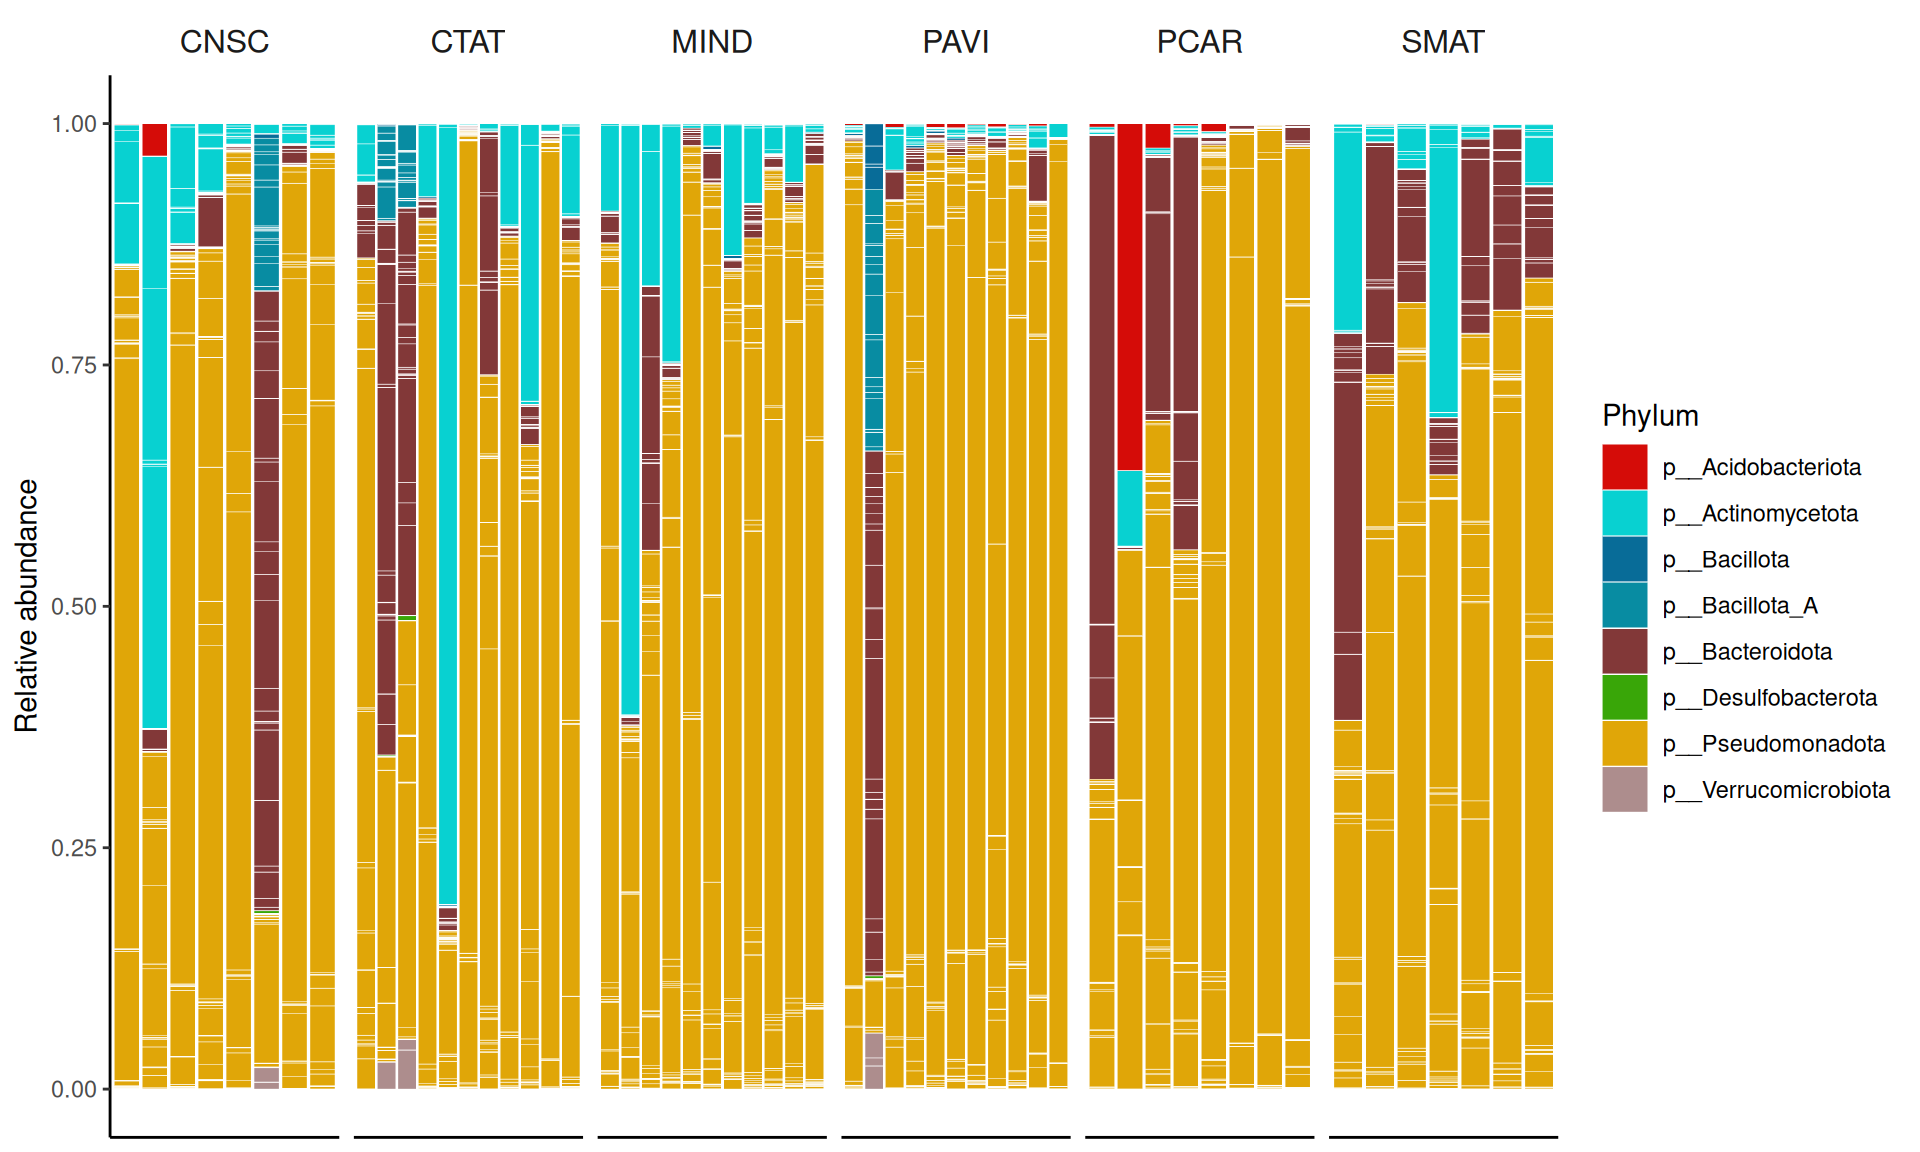 CNSC CTAT MIND PAVI PCAR SMAT
1.00
0.75
0.50
0.25
0.00
Relative abundance
Phylum
p__Acidobacteriota
p__Actinomycetota
p__Bacillota
p__Bacillota_A
p__Bacteroidota
p__Desulfobacterota
p__Pseudomonadota
p__Verrucomicrobiota